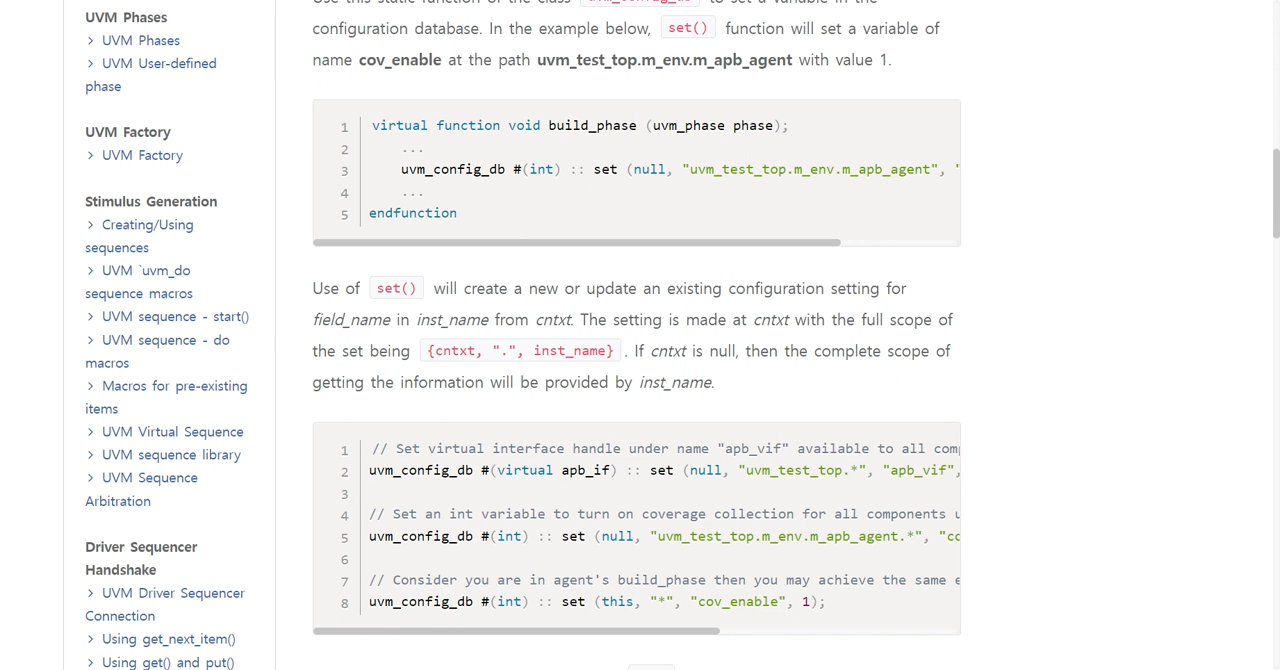 UVM Phases
> UVM Phases
> UVM User-defined
phase
UVM Factory
> UVM Factory
Stimulus Generation
> Creating/Using
sequences
> UVM `uvm_do
sequence macros
> UVM sequence - start()
> UVM sequence - do
macros
> Macros for pre-existing
items
> UVM Virtual Sequence
> UVM sequence library
> UVM Sequence
Arbitration
Driver Sequencer
Handshake
> UVM Driver Sequencer
Connection
> Using get_next_item()
> Using get() and put()
configuration database. In the example below, set() function will set a variable of
name cov_enable at the path uvm_test_top.m_env.m_apb_agent with value 1.
1 virtual function void build_phase (uvm_phase phase);
2 ...
3 uvm_config_db #(int) :: set (null, "uvm_test_top.m_env.m_apb_agent", "
4 ...
5 endfunction
Use of set() will create a new or update an existing configuration setting for
field_name in inst_name from cntxt. The setting is made at cntxt with the full scope of
the set being {cntxt, ".", inst_name} . If cntxt is null, then the complete scope of
getting the information will be provided by inst_name.
1 // Set virtual interface handle under name "apb_vif" available to all com
2 uvm_config_db #(virtual apb_if) :: set (null, "uvm_test_top.*", "apb_vif",
3
4 // Set an int variable to turn on coverage collection for all components u
5 uvm_config_db #(int) :: set (null, "uvm_test_top.m_env.m_apb_agent.*", "co
6
7 // Consider you are in agent's build_phase then you may achieve the same e
8 uvm_config_db #(int) :: set (this, "*", "cov_enable", 1);